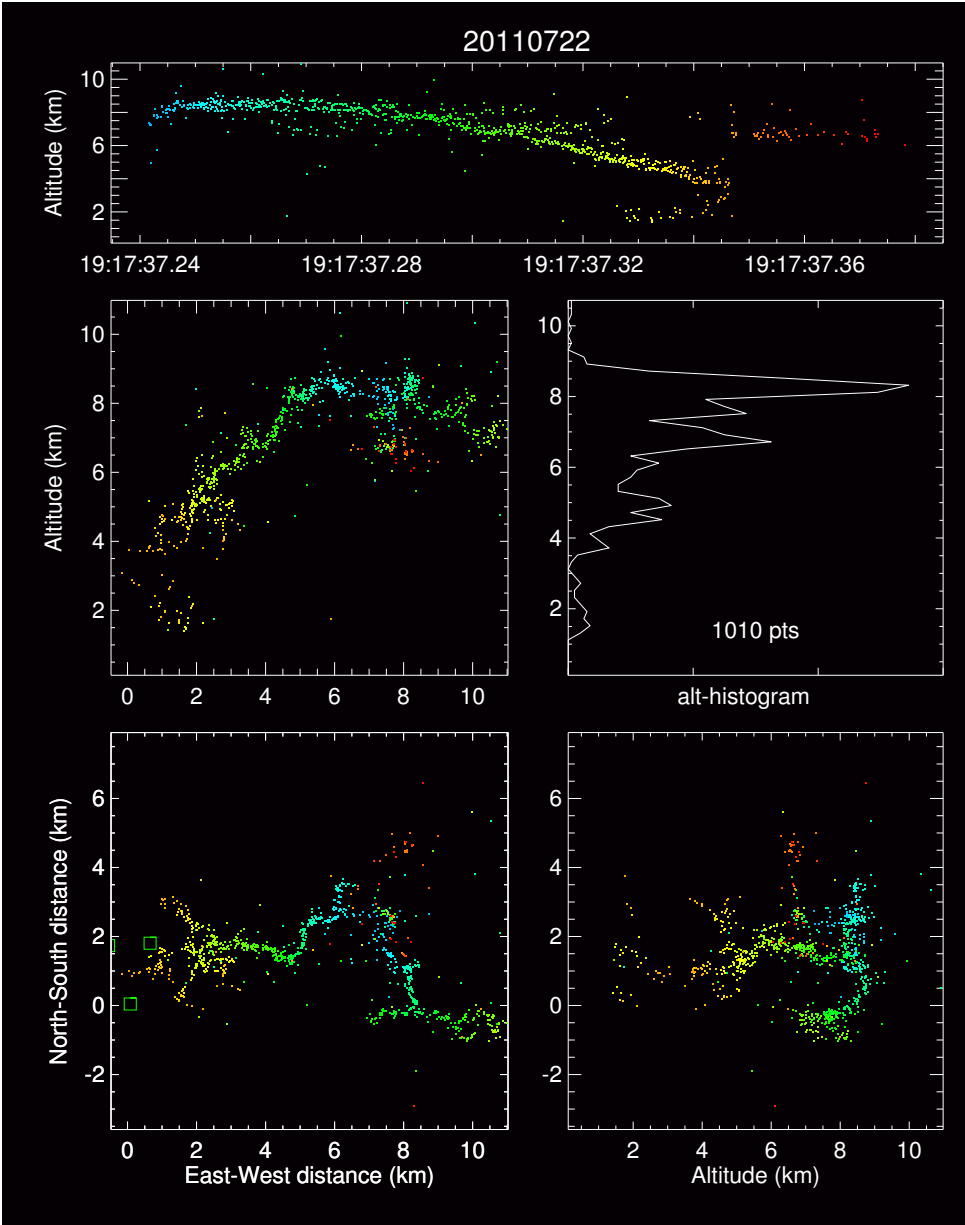 20110722
Altitude (km)
10
6
2
19:17:37.24 19:17:37.28 19:17:37.32 19:17:37.36
Altitude (km)
10
8
6
4
2
0 2 4 6 8 10
10
8
6
4
2
1010 pts
alt-histogram
North-South distance (km)
6
4
2
0
-2
0 2 4 6 8 10
East-West distance (km)
6
4
2
0
-2
2 4 6 8 10
Altitude (km)